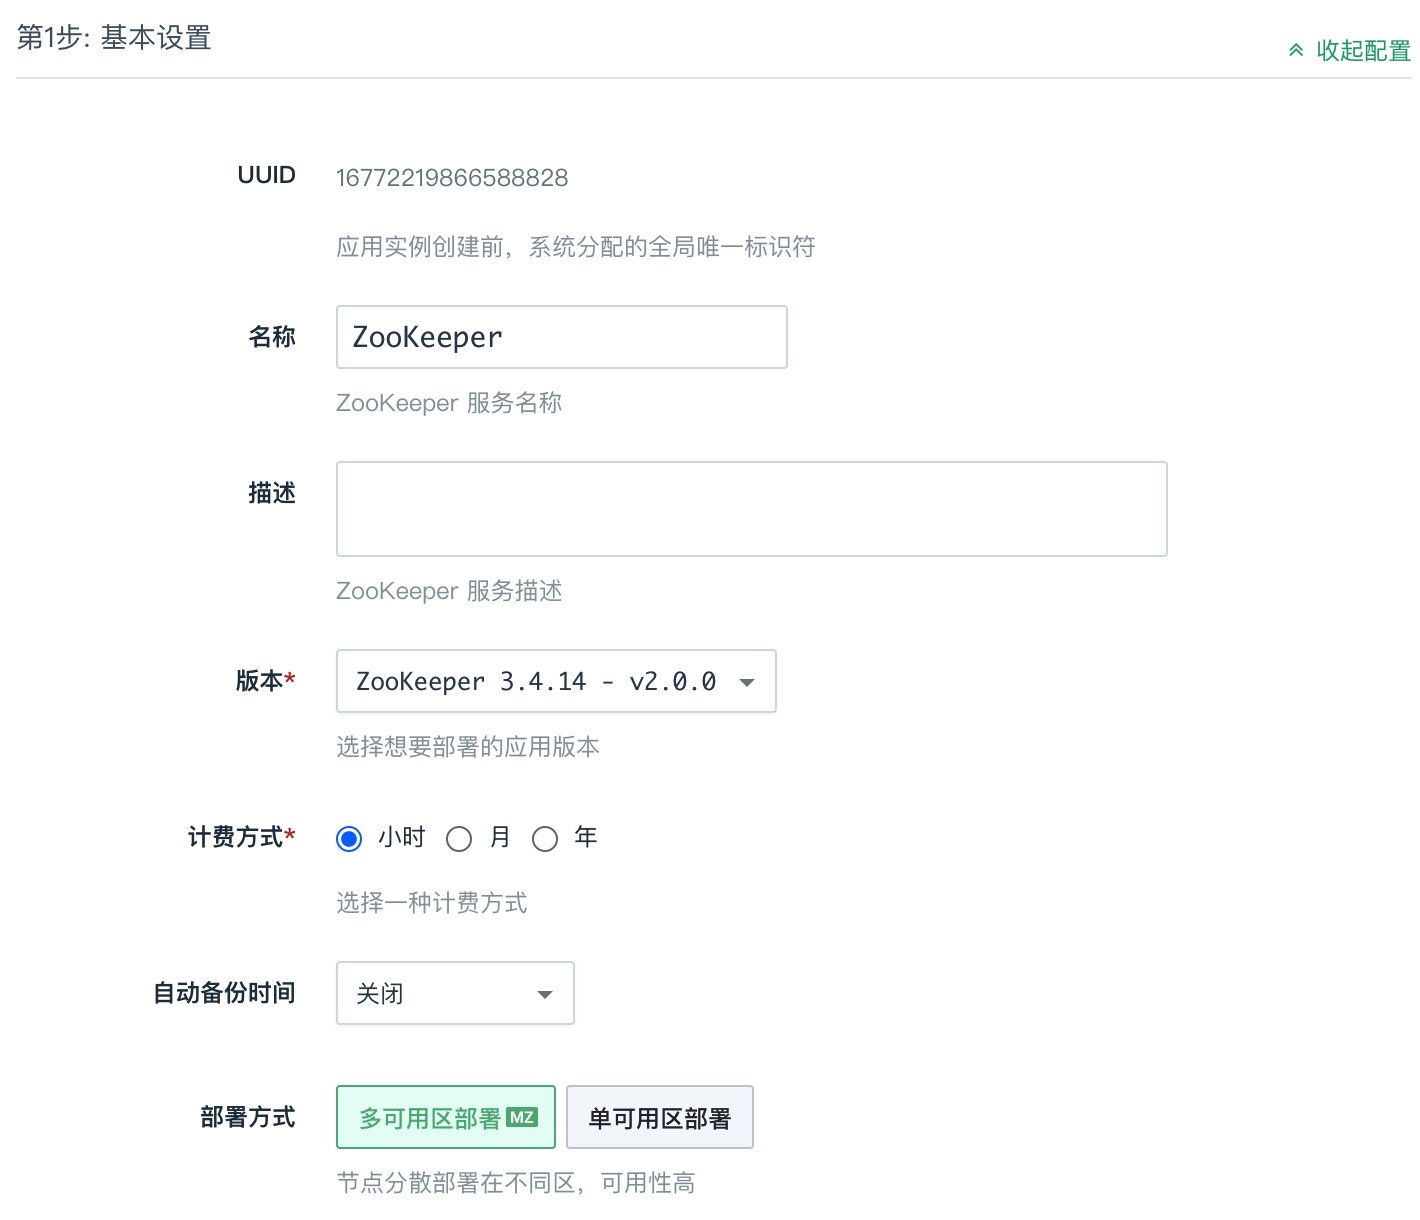 第1步: 基本设置
收起配置
UUID
16772219866588828
应用实例创建前，系统分配的全局唯一标识符
名称
ZooKeeper
ZooKeeper 服务名称
描述
ZooKeeper 服务描述
版本*
ZooKeeper 3.4.14 - v2.0.0
选择想要部署的应用版本
计费方式*
小时 月 年
选择一种计费方式
自动备份时间
关闭
部署方式
多可用区部署 MZ
单可用区部署
节点分散部署在不同区，可用性高